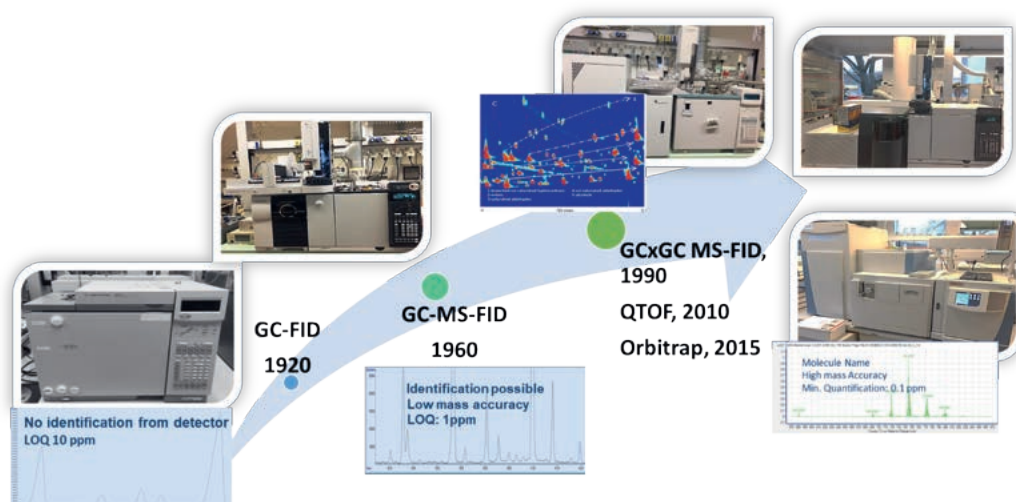 GC-FID
1920
No identification from detector
LOQ 10 ppm
GC-MS-FID
1960
Identification possible
Low mass accuracy
LOQ: 1ppm
GCxGC MS-FID,
1990
QTOF, 2010
Orbitrap, 2015
Molecule Name
High mass Accuracy
Min. Quantification: 0.1 ppm